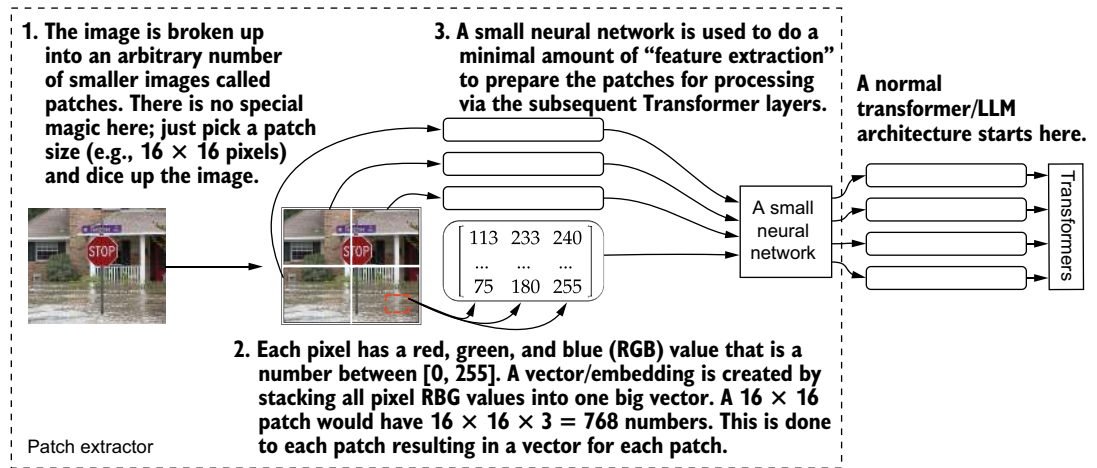 1. The image is broken up
into an arbitrary number
of smaller images called
patches. There is no special
magic here; just pick a patch
size (e.g., 16 × 16 pixels)
and dice up the image.
3. A small neural network is used to do a
minimal amount of “feature extraction”
to prepare the patches for processing
via the subsequent Transformer layers.
A normal
transformer/LLM
architecture starts here.
STOP
STOP
113 233 240
... ... ...
75 180 255
A small
neural
network
Transformers
2. Each pixel has a red, green, and blue (RGB) value that is a
number between [0, 255]. A vector/embedding is created by
stacking all pixel RBG values into one big vector. A 16 × 16
patch would have 16 × 16 × 3 = 768 numbers. This is done
to each patch resulting in a vector for each patch.
Patch extractor